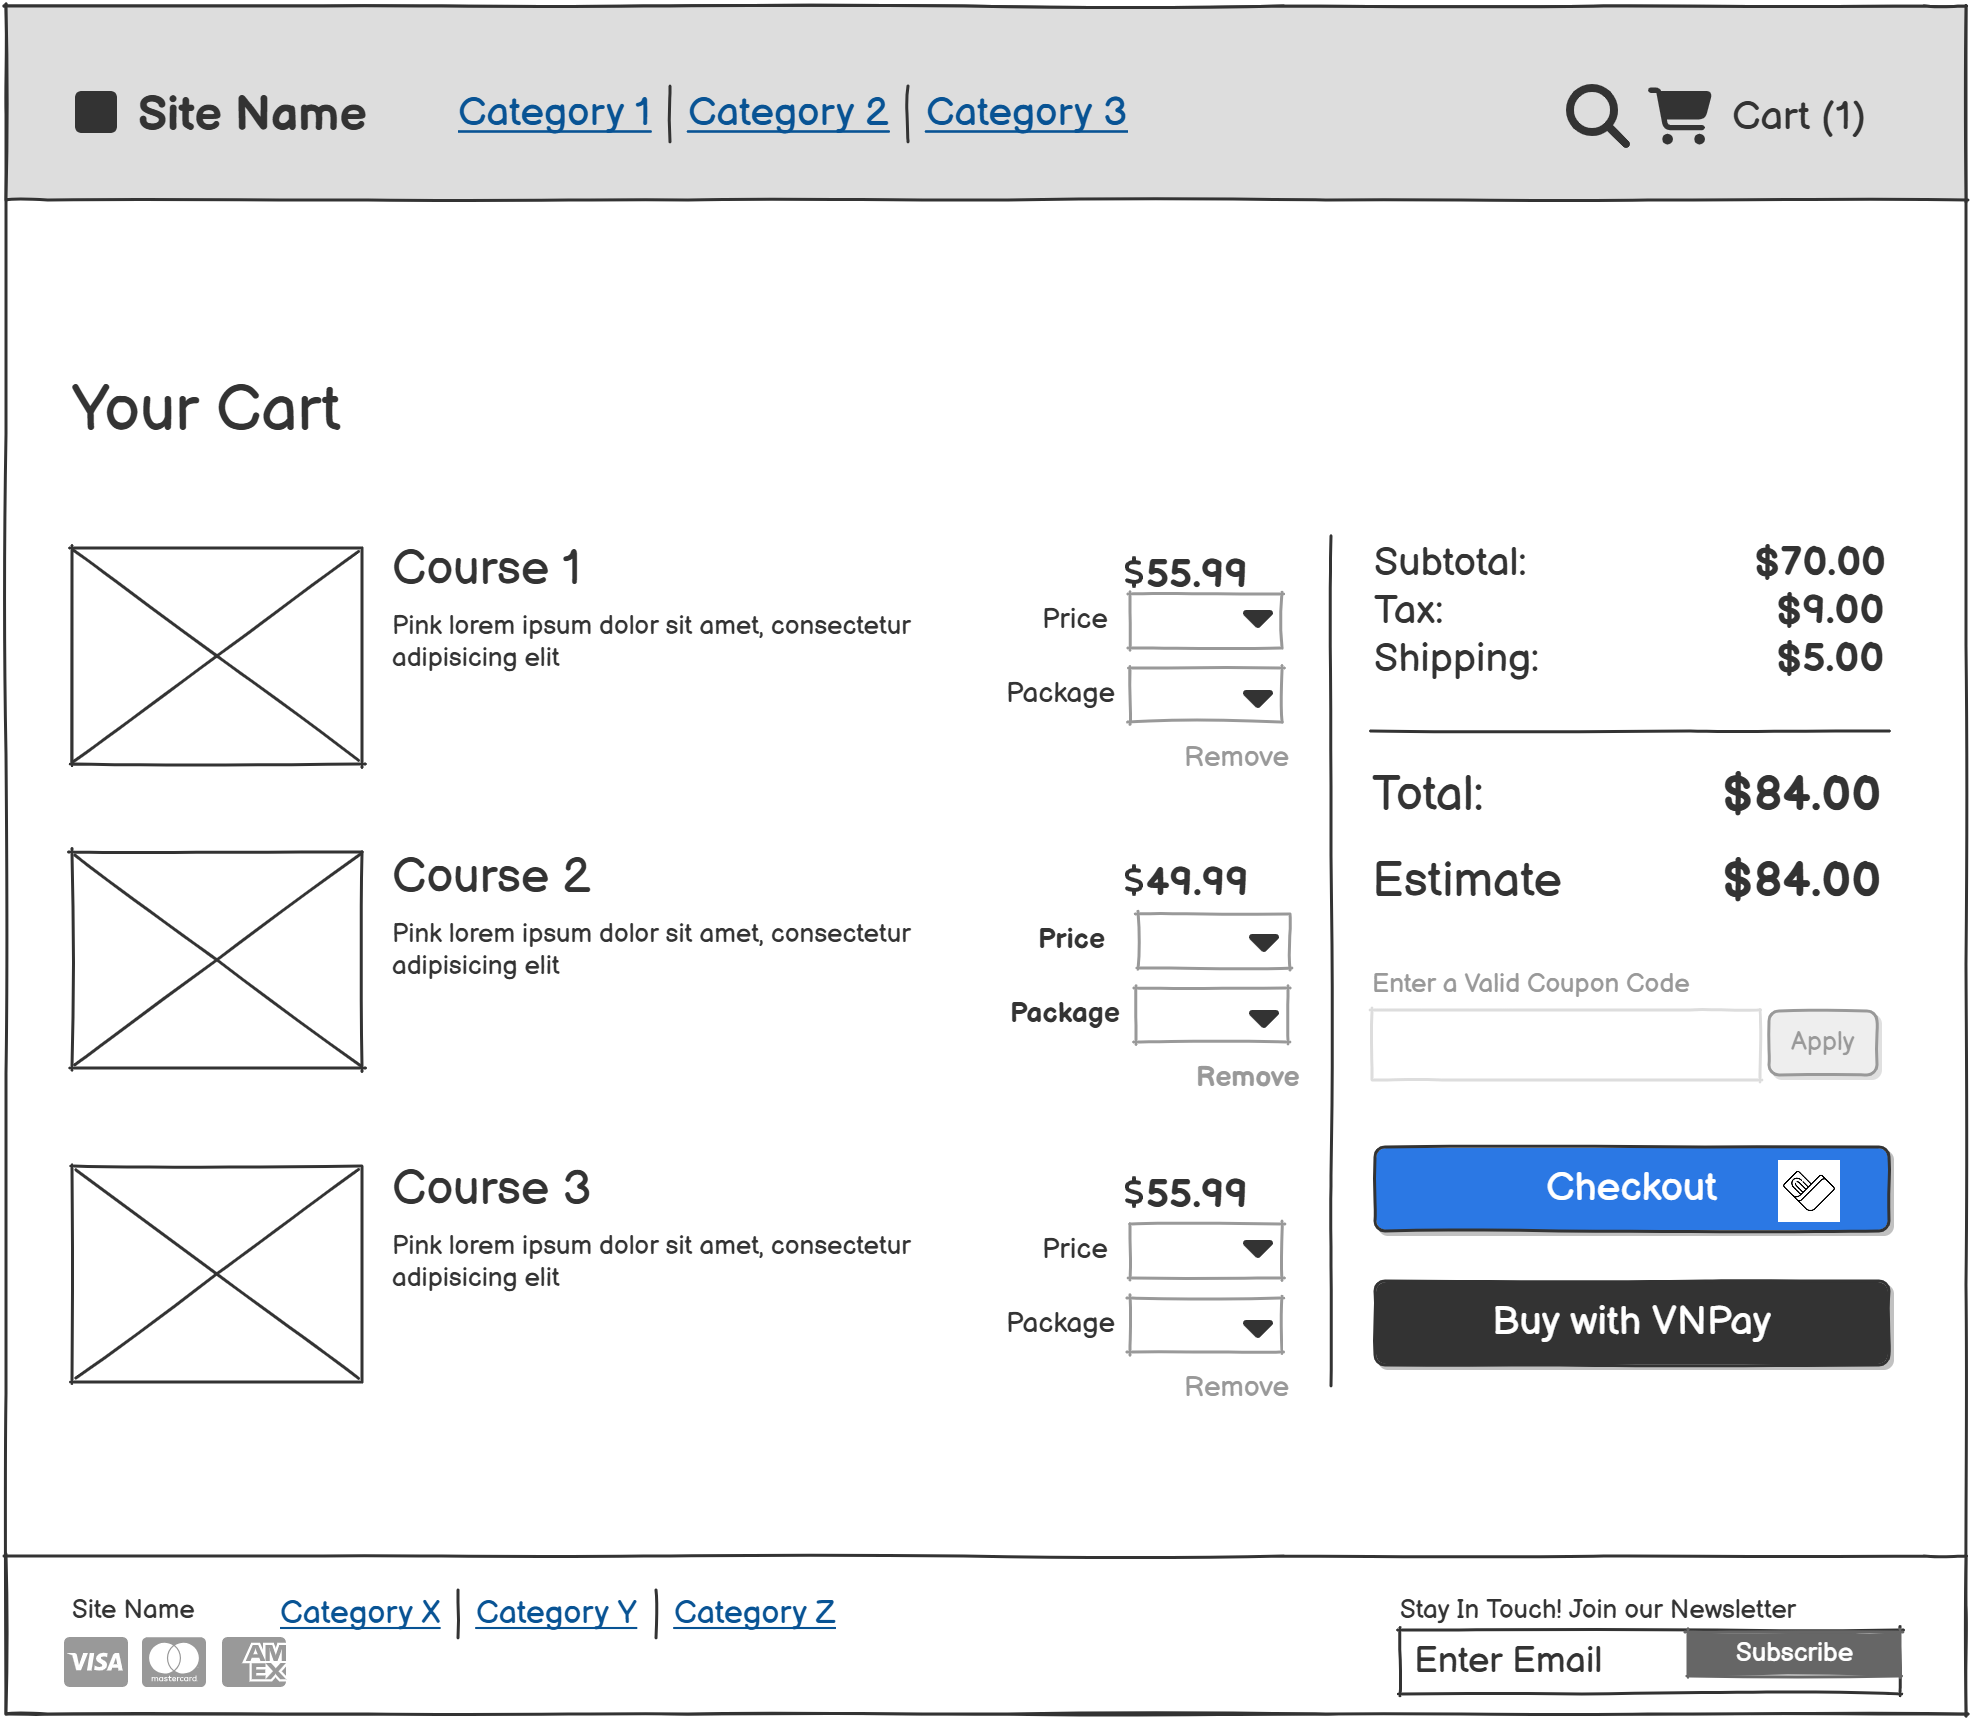 Site Name
Category 1
Category 2
Category 3
Cart (1)
Your Cart
Course 1
Pink lorem ipsum dolor sit amet, consectetur
adipisicing elit
$55.99
Price
Package
Remove
Course 2
Pink lorem ipsum dolor sit amet, consectetur
adipisicing elit
$49.99
Price
Package
Remove
Course 3
Pink lorem ipsum dolor sit amet, consectetur
adipisicing elit
$55.99
Price
Package
Remove
Subtotal: $70.00
Tax: $9.00
Shipping: $5.00
Total: $84.00
Estimate $84.00
Enter a Valid Coupon Code
Apply
Checkout
Buy with VNPay
Site Name
Category X
Category Y
Category Z
VISA
mastercard
AM
EX
Stay In Touch! Join our Newsletter
Enter Email
Subscribe